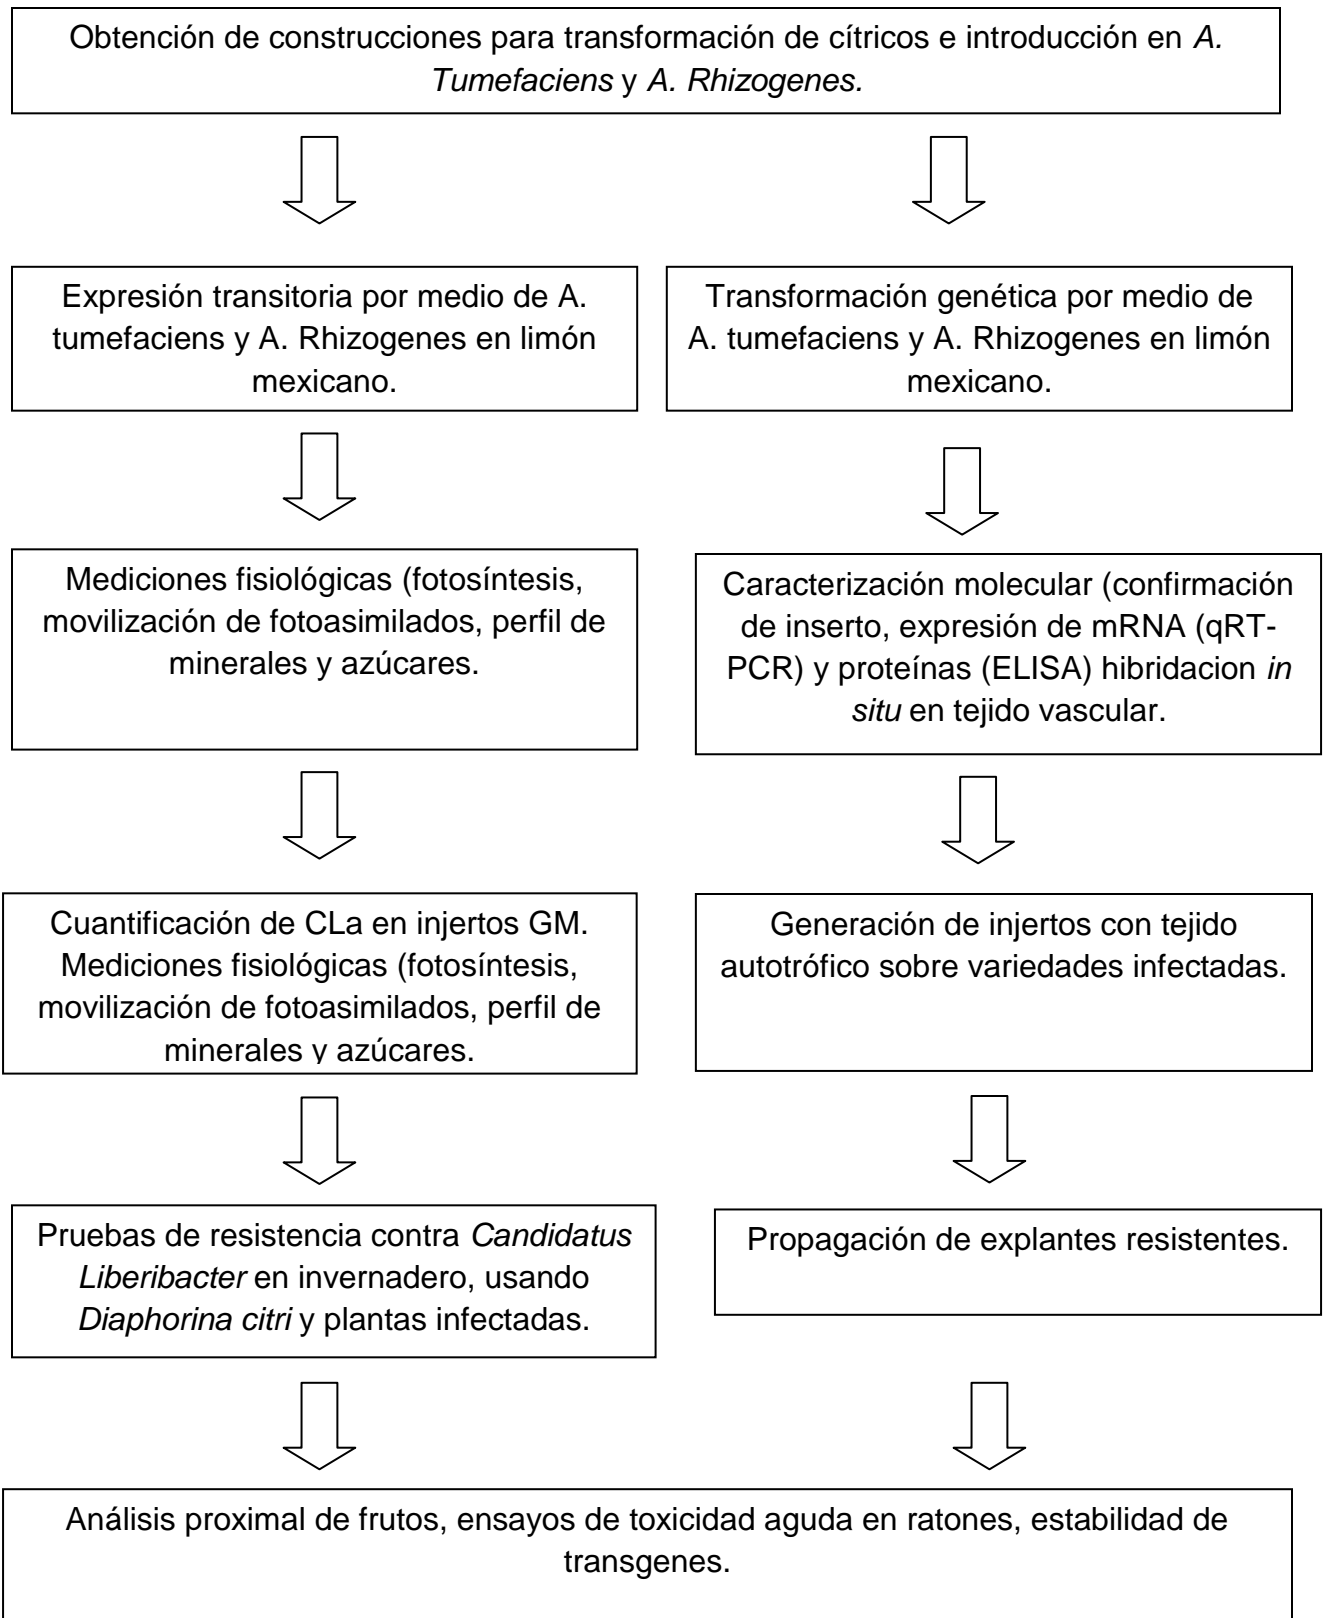 Obtención de construcciones para transformación de cítricos e introducción en A.
Tumefaciens y A. Rhizogenes.
Expresión transitoria por medio de A.
tumefaciens y A. Rhizogenes en limón
mexicano.
Transformación genética por medio de
A. tumefaciens y A. Rhizogenes en limón
mexicano.
Mediciones fisiológicas (fotosíntesis,
movilización de fotoasimilados, perfil de
minerales y azúcares.
Caracterización molecular (confirmación
de inserto, expresión de mRNA (qRT-
PCR) y proteínas (ELISA) hibridacion in
situ en tejido vascular.
Cuantificación de CLa en injertos GM.
Mediciones fisiológicas (fotosíntesis,
movilización de fotoasimilados, perfil de
minerales y azúcares.
Generación de injertos con tejido
autotrófico sobre variedades infectadas.
Pruebas de resistencia contra Candidatus
Liberibacter en invernadero, usando
Diaphorina citri y plantas infectadas.
Propagación de explantes resistentes.
Análisis proximal de frutos, ensayos de toxicidad aguda en ratones, estabilidad de
transgenes.